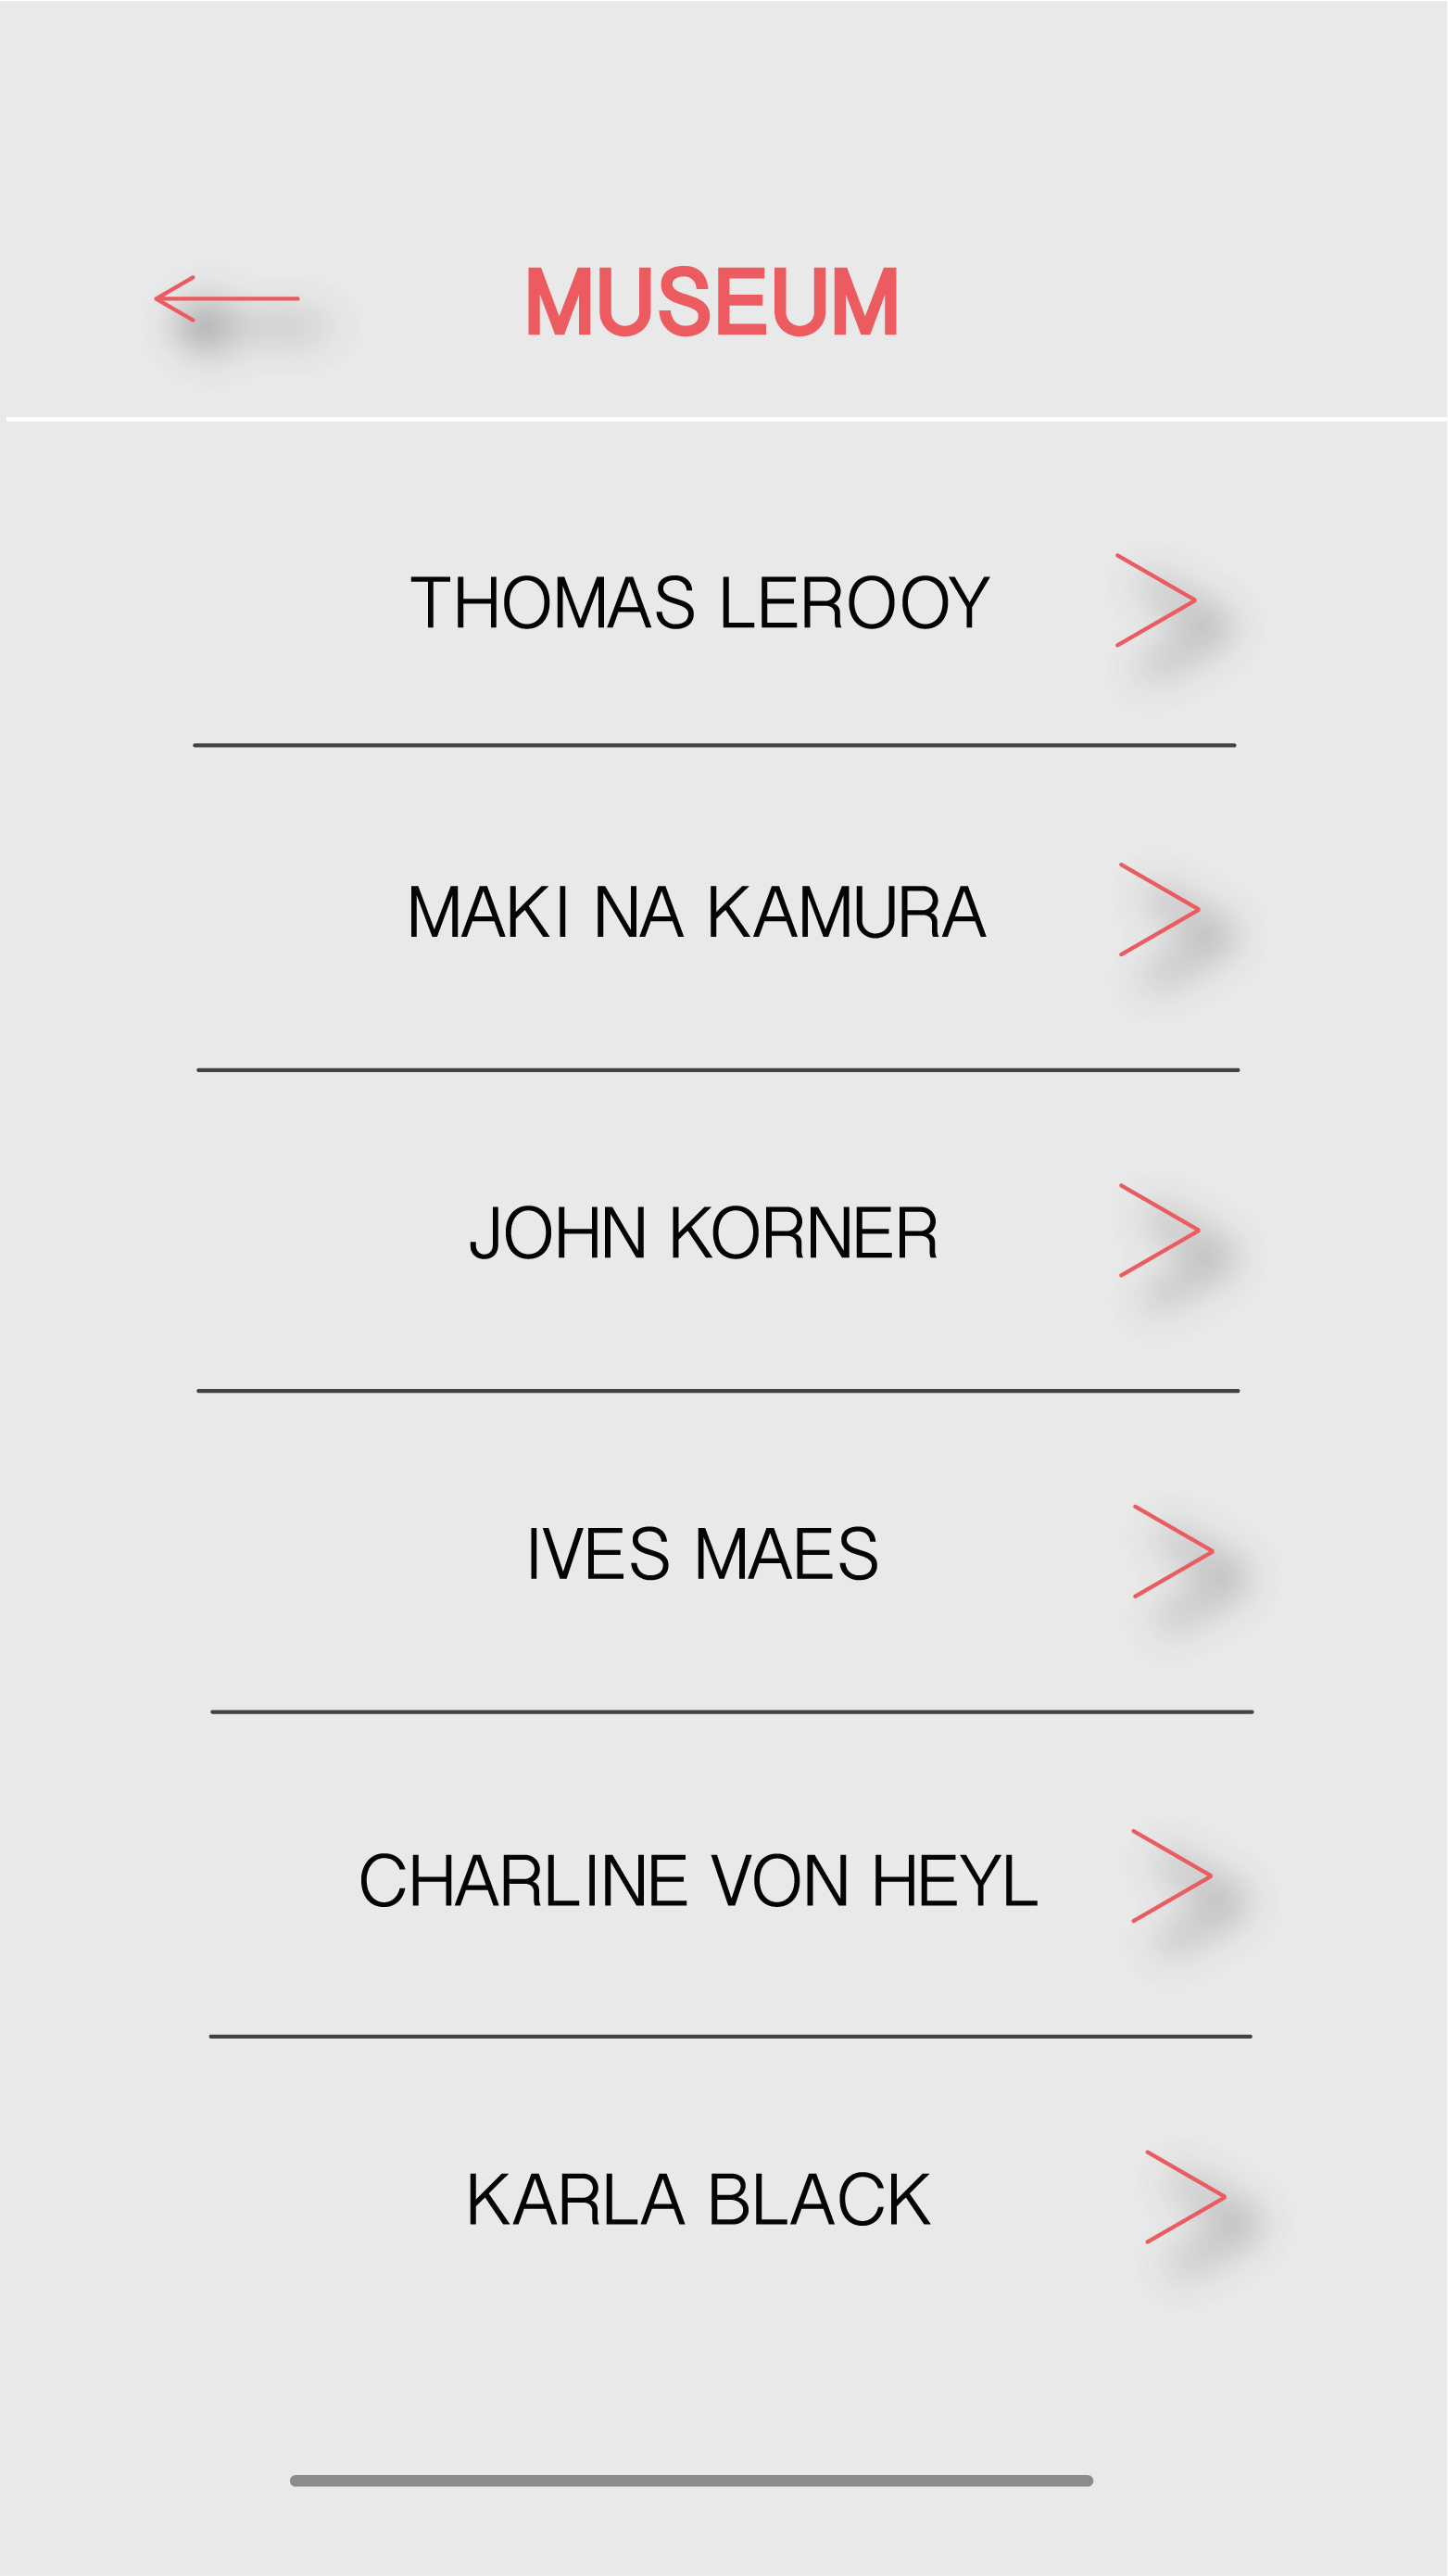 MUSEUM
THOMAS LEROOY
MAKI NA KAMURA
JOHN KORNER
IVES MAES
CHARLINE VON HEYL
KARLA BLACK